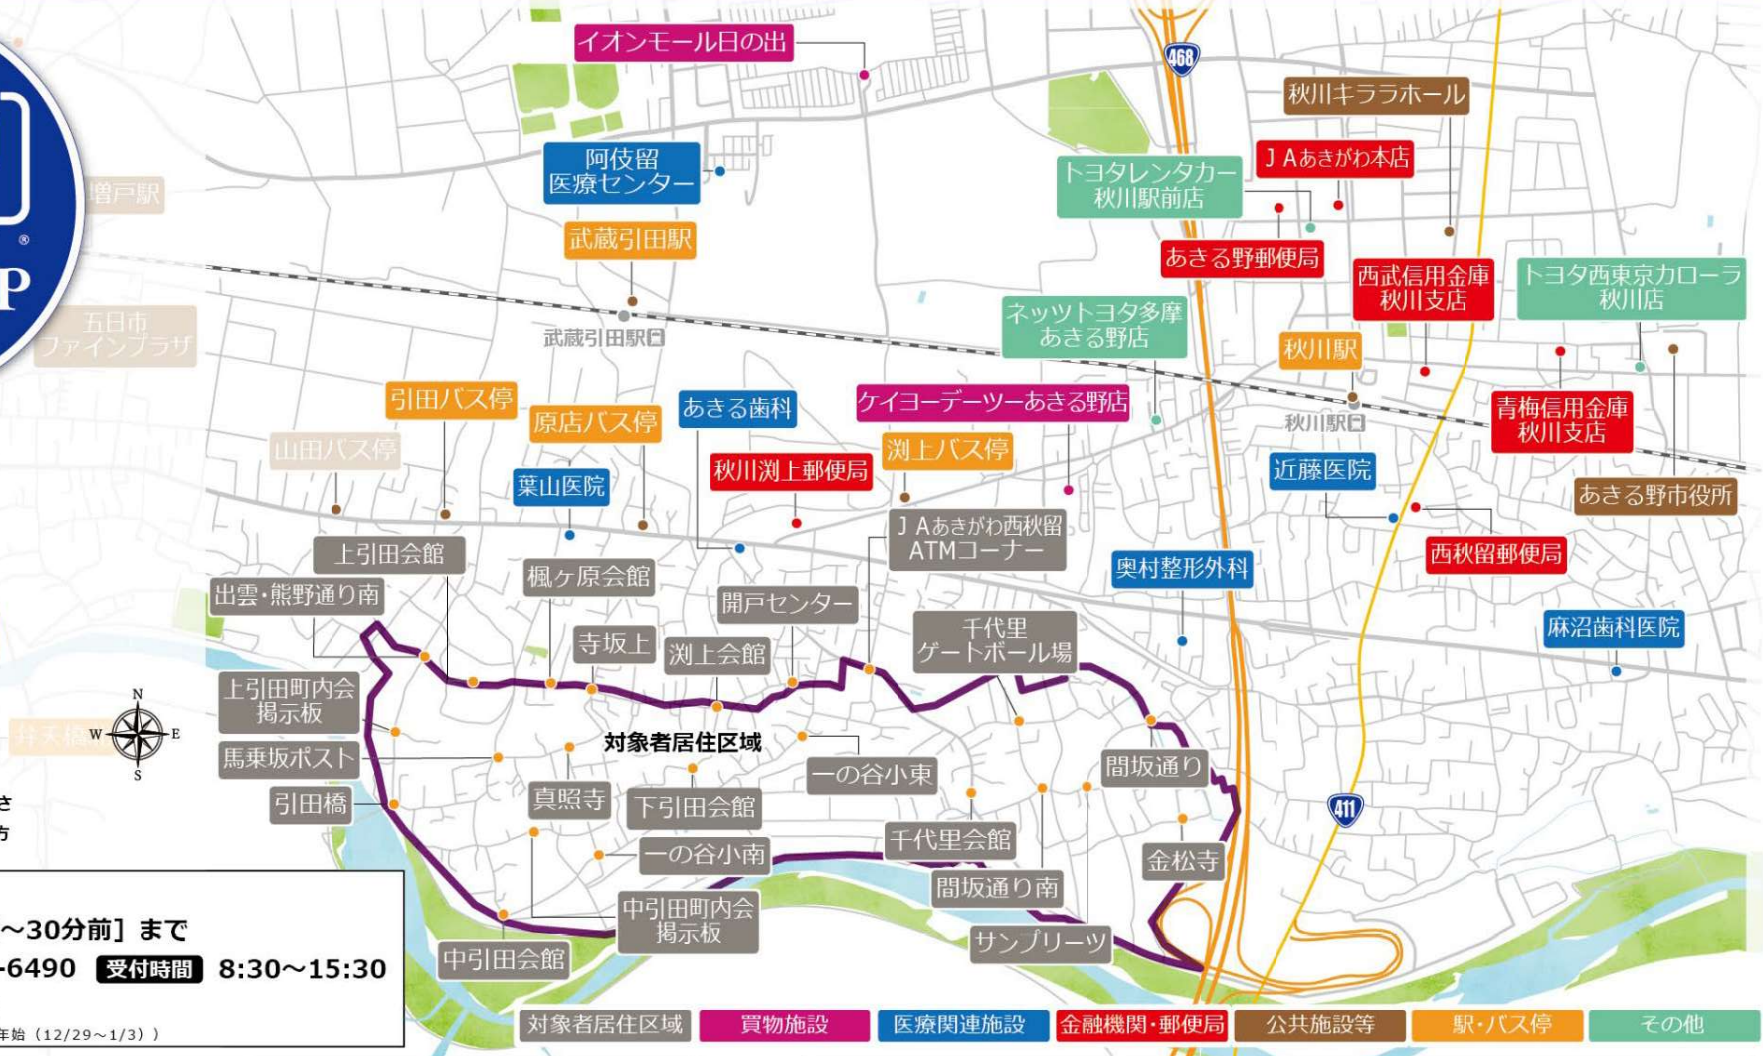 イオンモール日の出
468
秋川キララホール
阿伎留
医療センター
ＪＡあきがわ本店
トヨタレンタカー
秋川駅前店
増戸駅
®
P
武蔵引田駅
あきる野郵便局
西武信用金庫
秋川支店
トヨタ西東京カローラ
秋川店
五日市
ファインプラザ
武蔵引田駅
ネッツトヨタ多摩
あきる野店
秋川駅
引田バス停
原店バス停
あきる歯科
ケイヨーデーツーあきる野店
秋川駅
青梅信用金庫
秋川支店
山田バス停
葉山医院
秋川渕上郵便局
渕上バス停
近藤医院
あきる野市役所
上引田会館
ＪＡあきがわ西秋留
ATMコーナー
西秋留郵便局
出雲・熊野通り南
楓ヶ原会館
開戸センター
奥村整形外科
寺坂上
渕上会館
千代里
ゲートボール場
麻沼歯科医院
上引田町内会
掲示板
N
W
E
S
弁天橋
対象者居住区域
馬乗坂ポスト
一の谷小東
間坂通り
引田橋
真照寺
下引田会館
411
さ
方
一の谷小南
千代里会館
金松寺
間坂通り南
中引田町内会
掲示板
サンプリーツ
中引田会館
～30分前］まで
-6490 受付時間 8:30～15:30
年始（12/29～1/3））
対象者居住区域 買物施設 医療関連施設 金融機関・郵便局 公共施設等 駅・バス停 その他